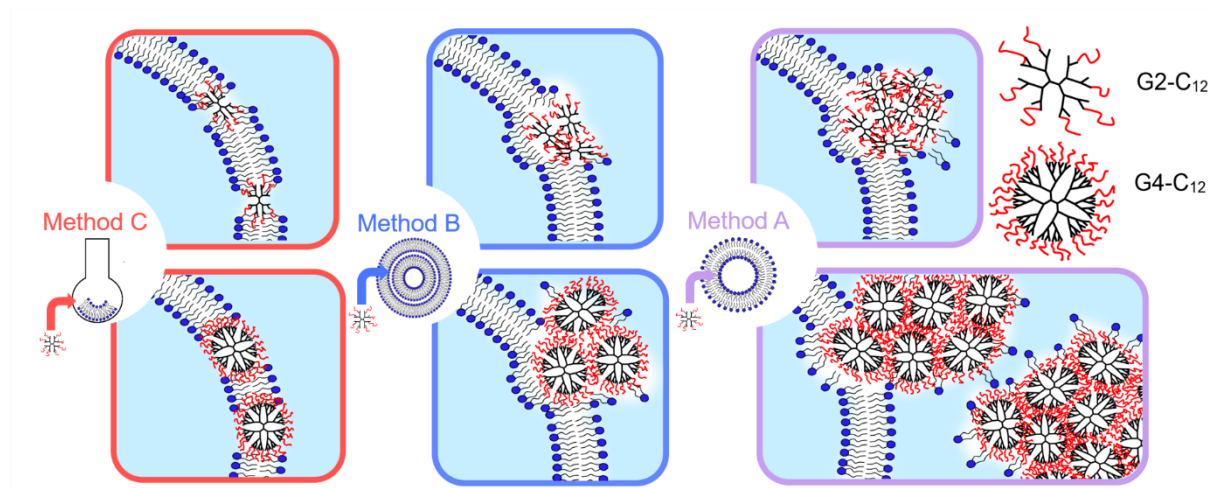 Method C
Method B
Method A
G2-C₁₂
G4-C₁₂